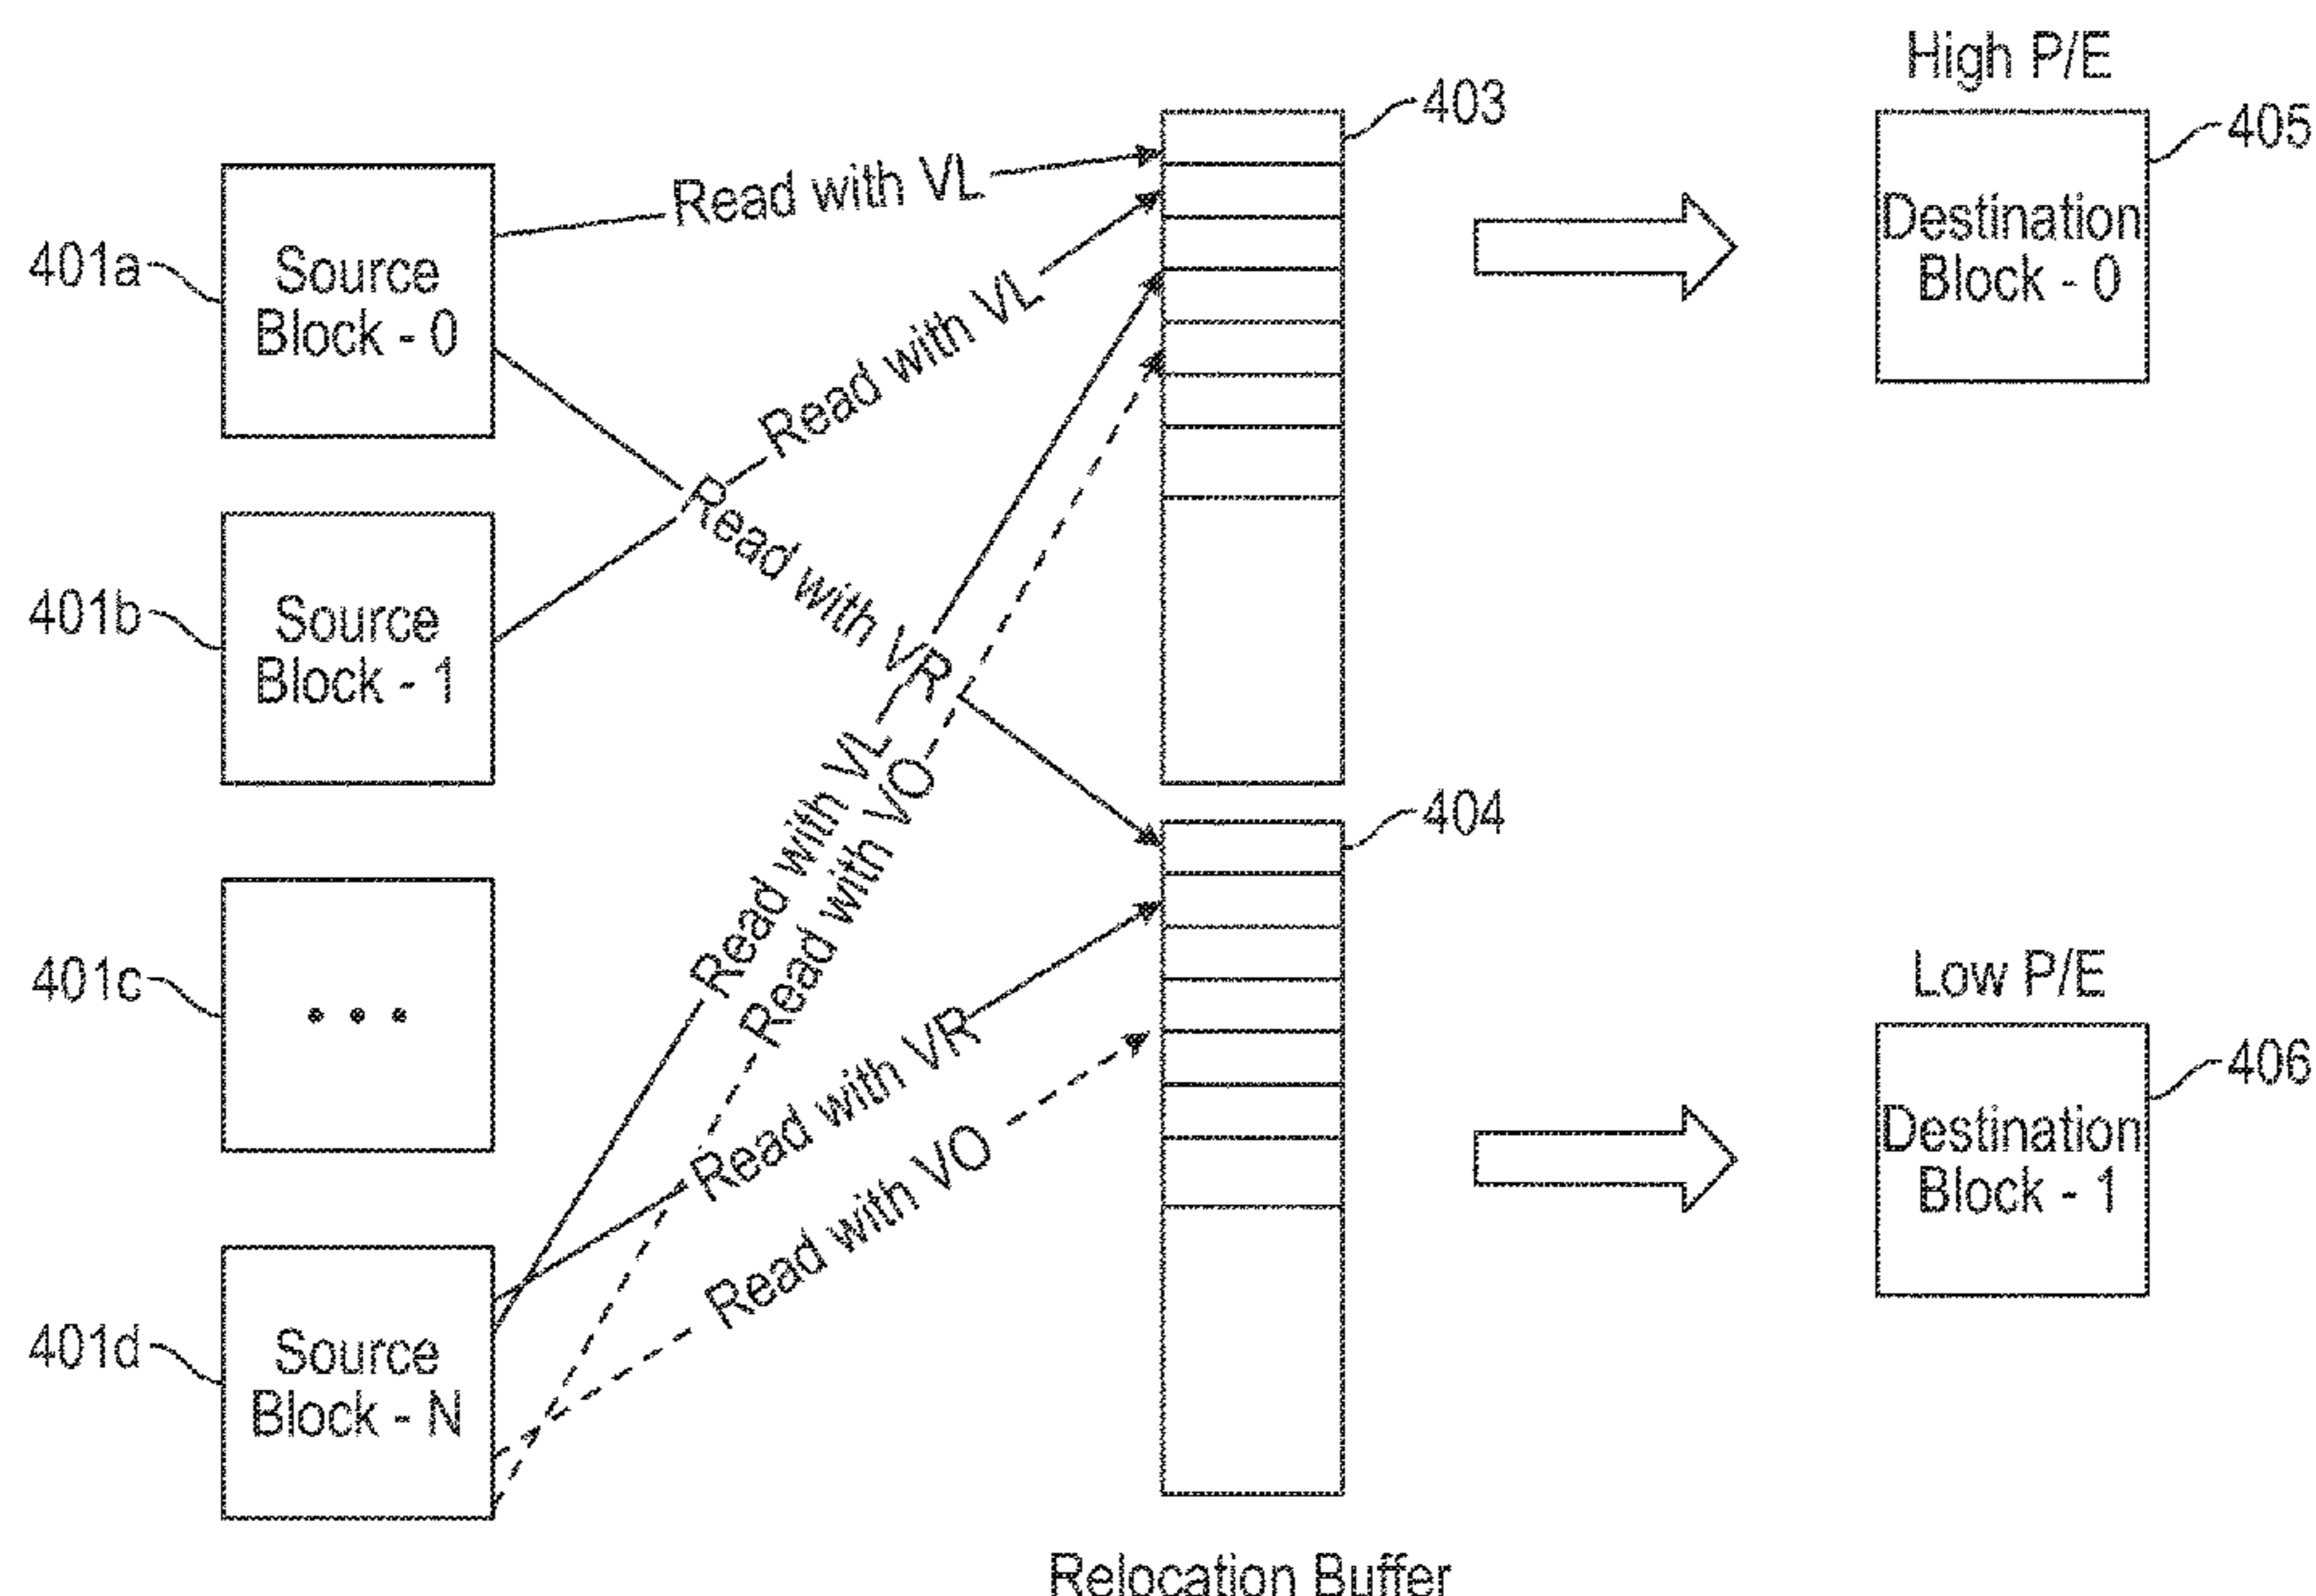 High P/E
403
405
Read with VL
Destination
Block - 0
401a
Source
Block - 0
Read with VL
Read with VR
401b
Source
Block - 1
Read with VL
Read with VO
404
401c
• • •
Low P/E
Read with VR
406
Destination
Block - 1
Read with VO
401d
Source
Block - N
Relocation Buffer